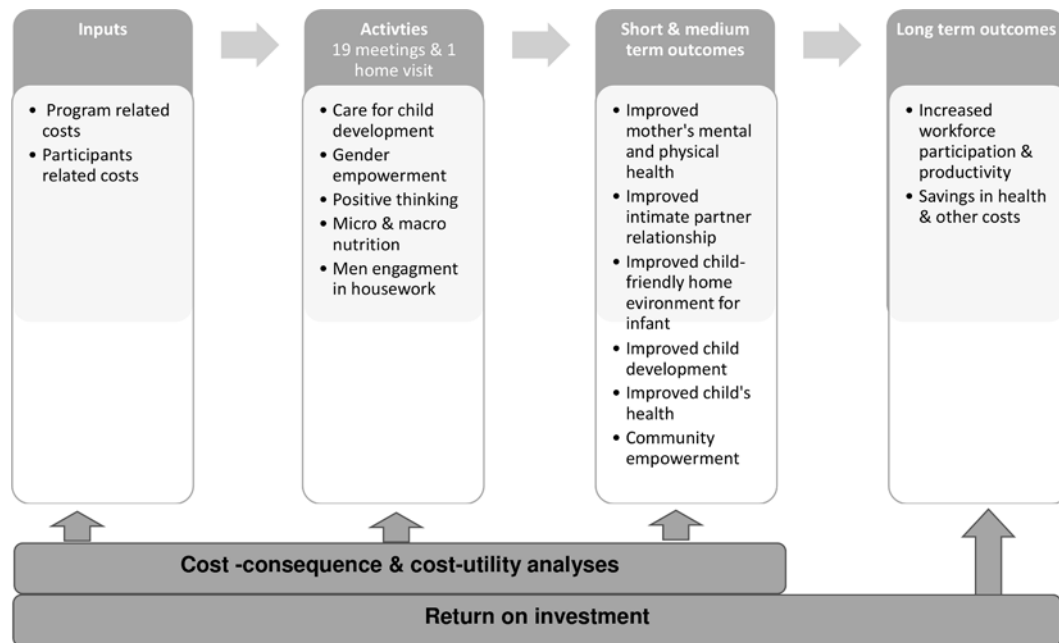 Inputs
• Program related
costs
• Participants
related costs
Activties
19 meetings & 1
home visit
• Care for child
development
• Gender
empowerment
• Positive thinking
• Micro & macro
nutrition
• Men engagment
in housework
Short & medium
term outcomes
• Improved
mother's mental
and physical
health
• Improved
intimate partner
relationship
• Improved child-
friendly home
evironment for
infant
• Improved child
development
• Improved child's
health
• Community
empowerment
Long term outcomes
• Increased
workforce
participation &
productivity
• Savings in health
& other costs
Cost -consequence & cost-utility analyses
Return on investment